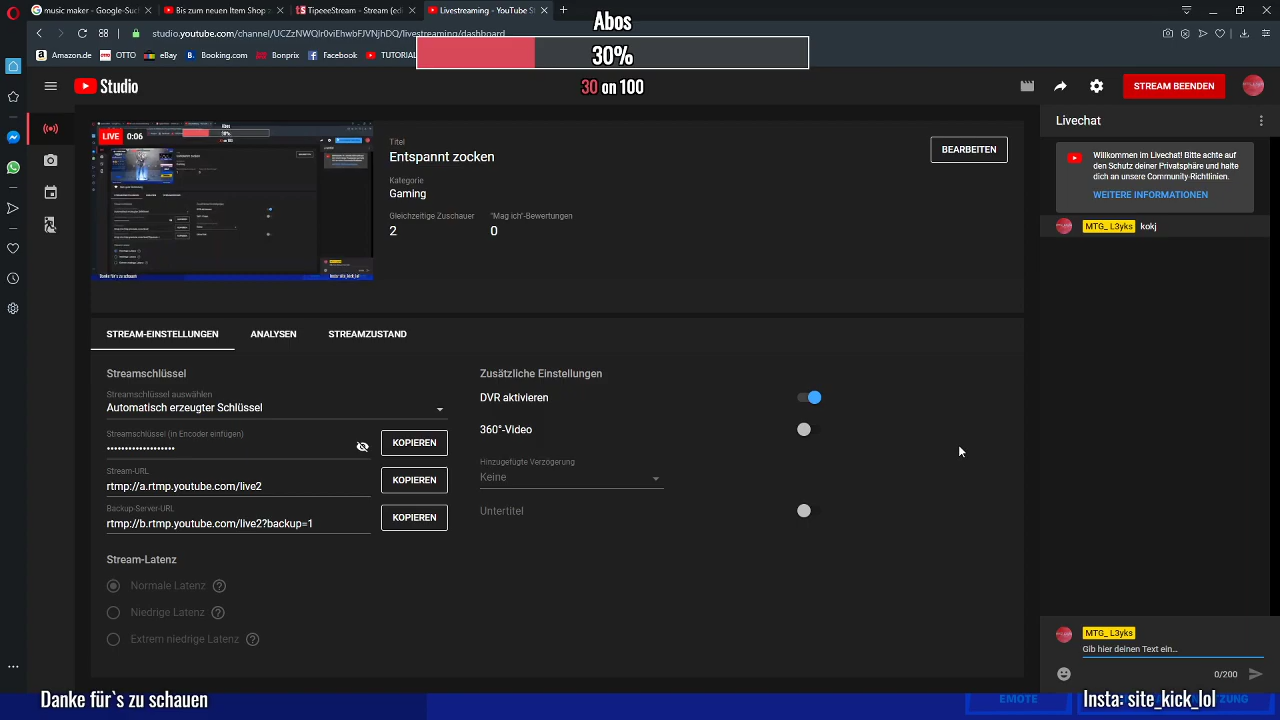 music maker - Google-Suc
Bis zum neuen Item Shop z
TipeeeStream - Stream (edi
Livestreaming - YouTube S
Abos
studio.youtube.com/channel/UCZzNWQlr0viEhwbFJVNjhDQ/livestreaming/dashboard
30%
Amazon.de
OTTO
eBay
Booking.com
Bonprix
Facebook
TUTORIAL
30 on 100
Studio
STREAM BEENDEN
LIVE 0:06
Titel
Entspannt zocken
BEARBEITEN
Kategorie
Gaming
Gleichzeitige Zuschauer
"Mag ich"-Bewertungen
2
0
Livechat
Willkommen im Livechat! Bitte achte auf
den Schutz deiner Privatsphäre und halte
dich an unsere Community-Richtlinien.
WEITERE INFORMATIONEN
MTG_ L3yks kokj
STREAM-EINSTELLUNGEN
ANALYSEN
STREAMZUSTAND
Streamschlüssel
Streamschlüssel auswählen
Automatisch erzeugter Schlüssel
Streamschlüssel (in Encoder einfügen)
••••••••••••••••••••
KOPIEREN
Stream-URL
rtmp://a.rtmp.youtube.com/live2
KOPIEREN
Backup-Server-URL
rtmp://b.rtmp.youtube.com/live2?backup=1
KOPIEREN
Stream-Latenz
Normale Latenz
Niedrige Latenz
Extrem niedrige Latenz
Zusätzliche Einstellungen
DVR aktivieren
360°-Video
Hinzugefügte Verzögerung
Keine
Untertitel
MTG_ L3yks
Gib hier deinen Text ein...
0/200
Danke für`s zu schauen
EMOTE
Insta: site_kick_lol